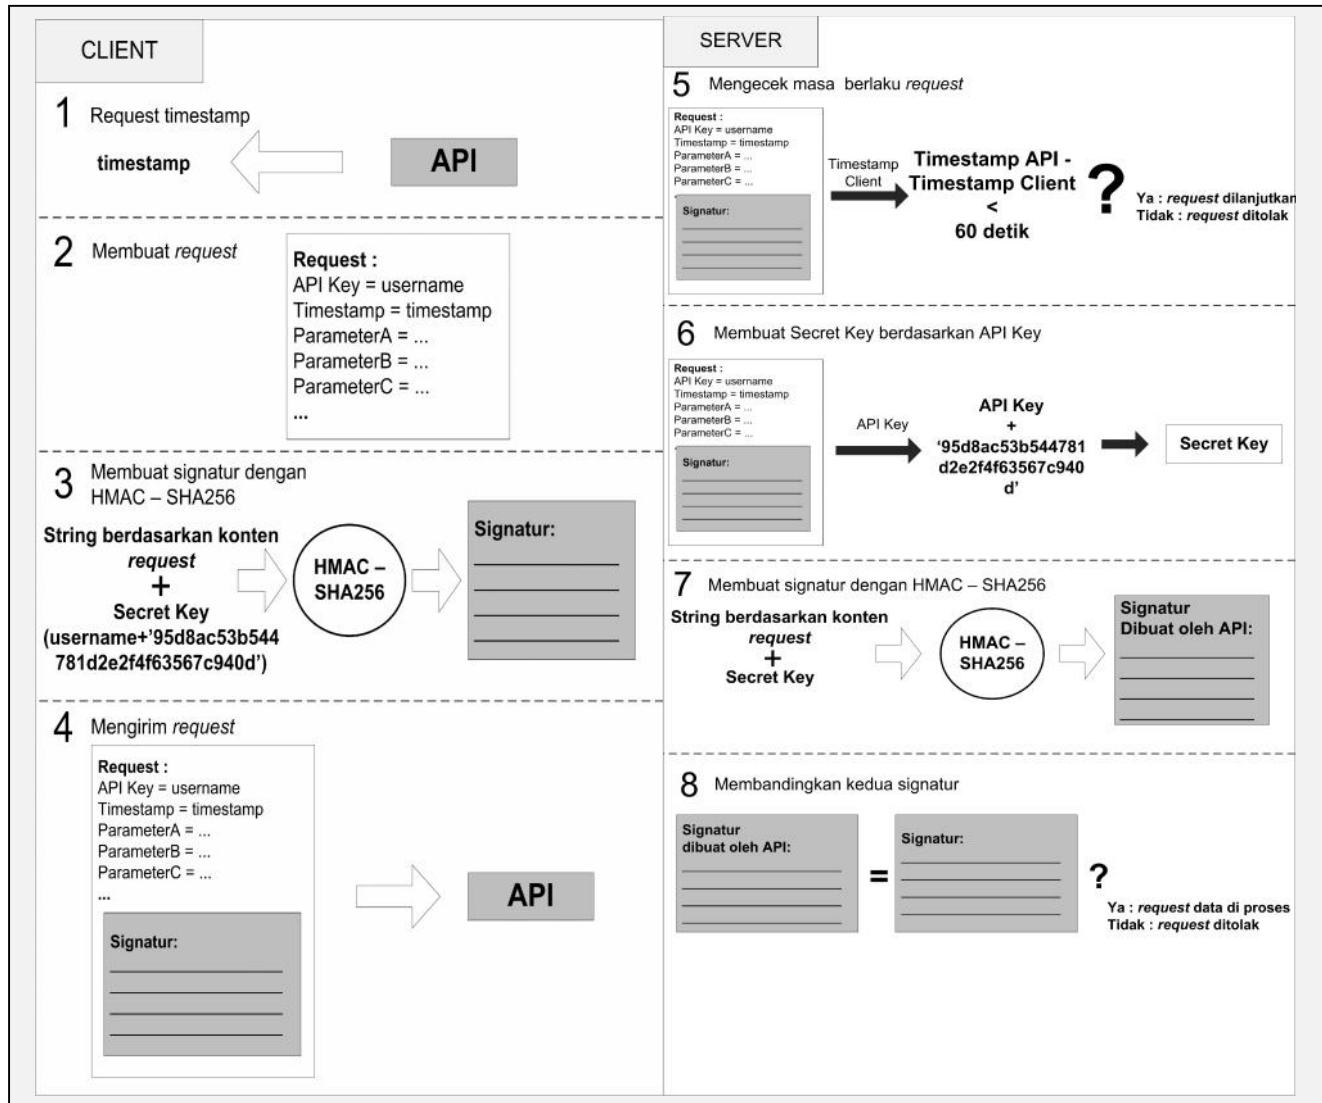 CLIENT
1 Request timestamp
timestamp
API
2 Membuat request
Request :
API Key = username
Timestamp = timestamp
ParameterA = ...
ParameterB = ...
ParameterC = ...
...
3 Membuat signatur dengan
HMAC – SHA256
String berdasarkan konten
request
+
Secret Key
(username+'95d8ac53b544
781d2e2f4f63567c940d')
HMAC –
SHA256
Signatur:
4 Mengirim request
Request :
API Key = username
Timestamp = timestamp
ParameterA = ...
ParameterB = ...
ParameterC = ...
...
Signatur:
API
SERVER
5 Mengecek masa berlaku request
Request :
API Key = username
Timestamp = timestamp
ParameterA = ...
ParameterB = ...
ParameterC = ...
Signatur:
Timestamp
Client
Timestamp API -
Timestamp Client
<
60 detik
?
Ya : request dilanjutkan
Tidak : request ditolak
6 Membuat Secret Key berdasarkan API Key
Request :
API Key = username
Timestamp = timestamp
ParameterA = ...
ParameterB = ...
ParameterC = ...
Signatur:
API Key
API Key
+
'95d8ac53b544781
d2e2f4f63567c940
d'
Secret Key
7 Membuat signatur dengan HMAC – SHA256
String berdasarkan konten
request
+
Secret Key
HMAC –
SHA256
Signatur
Dibuat oleh API:
8 Membandingkan kedua signatur
Signatur
dibuat oleh API:
=
Signatur:
?
Ya : request data di proses
Tidak : request ditolak